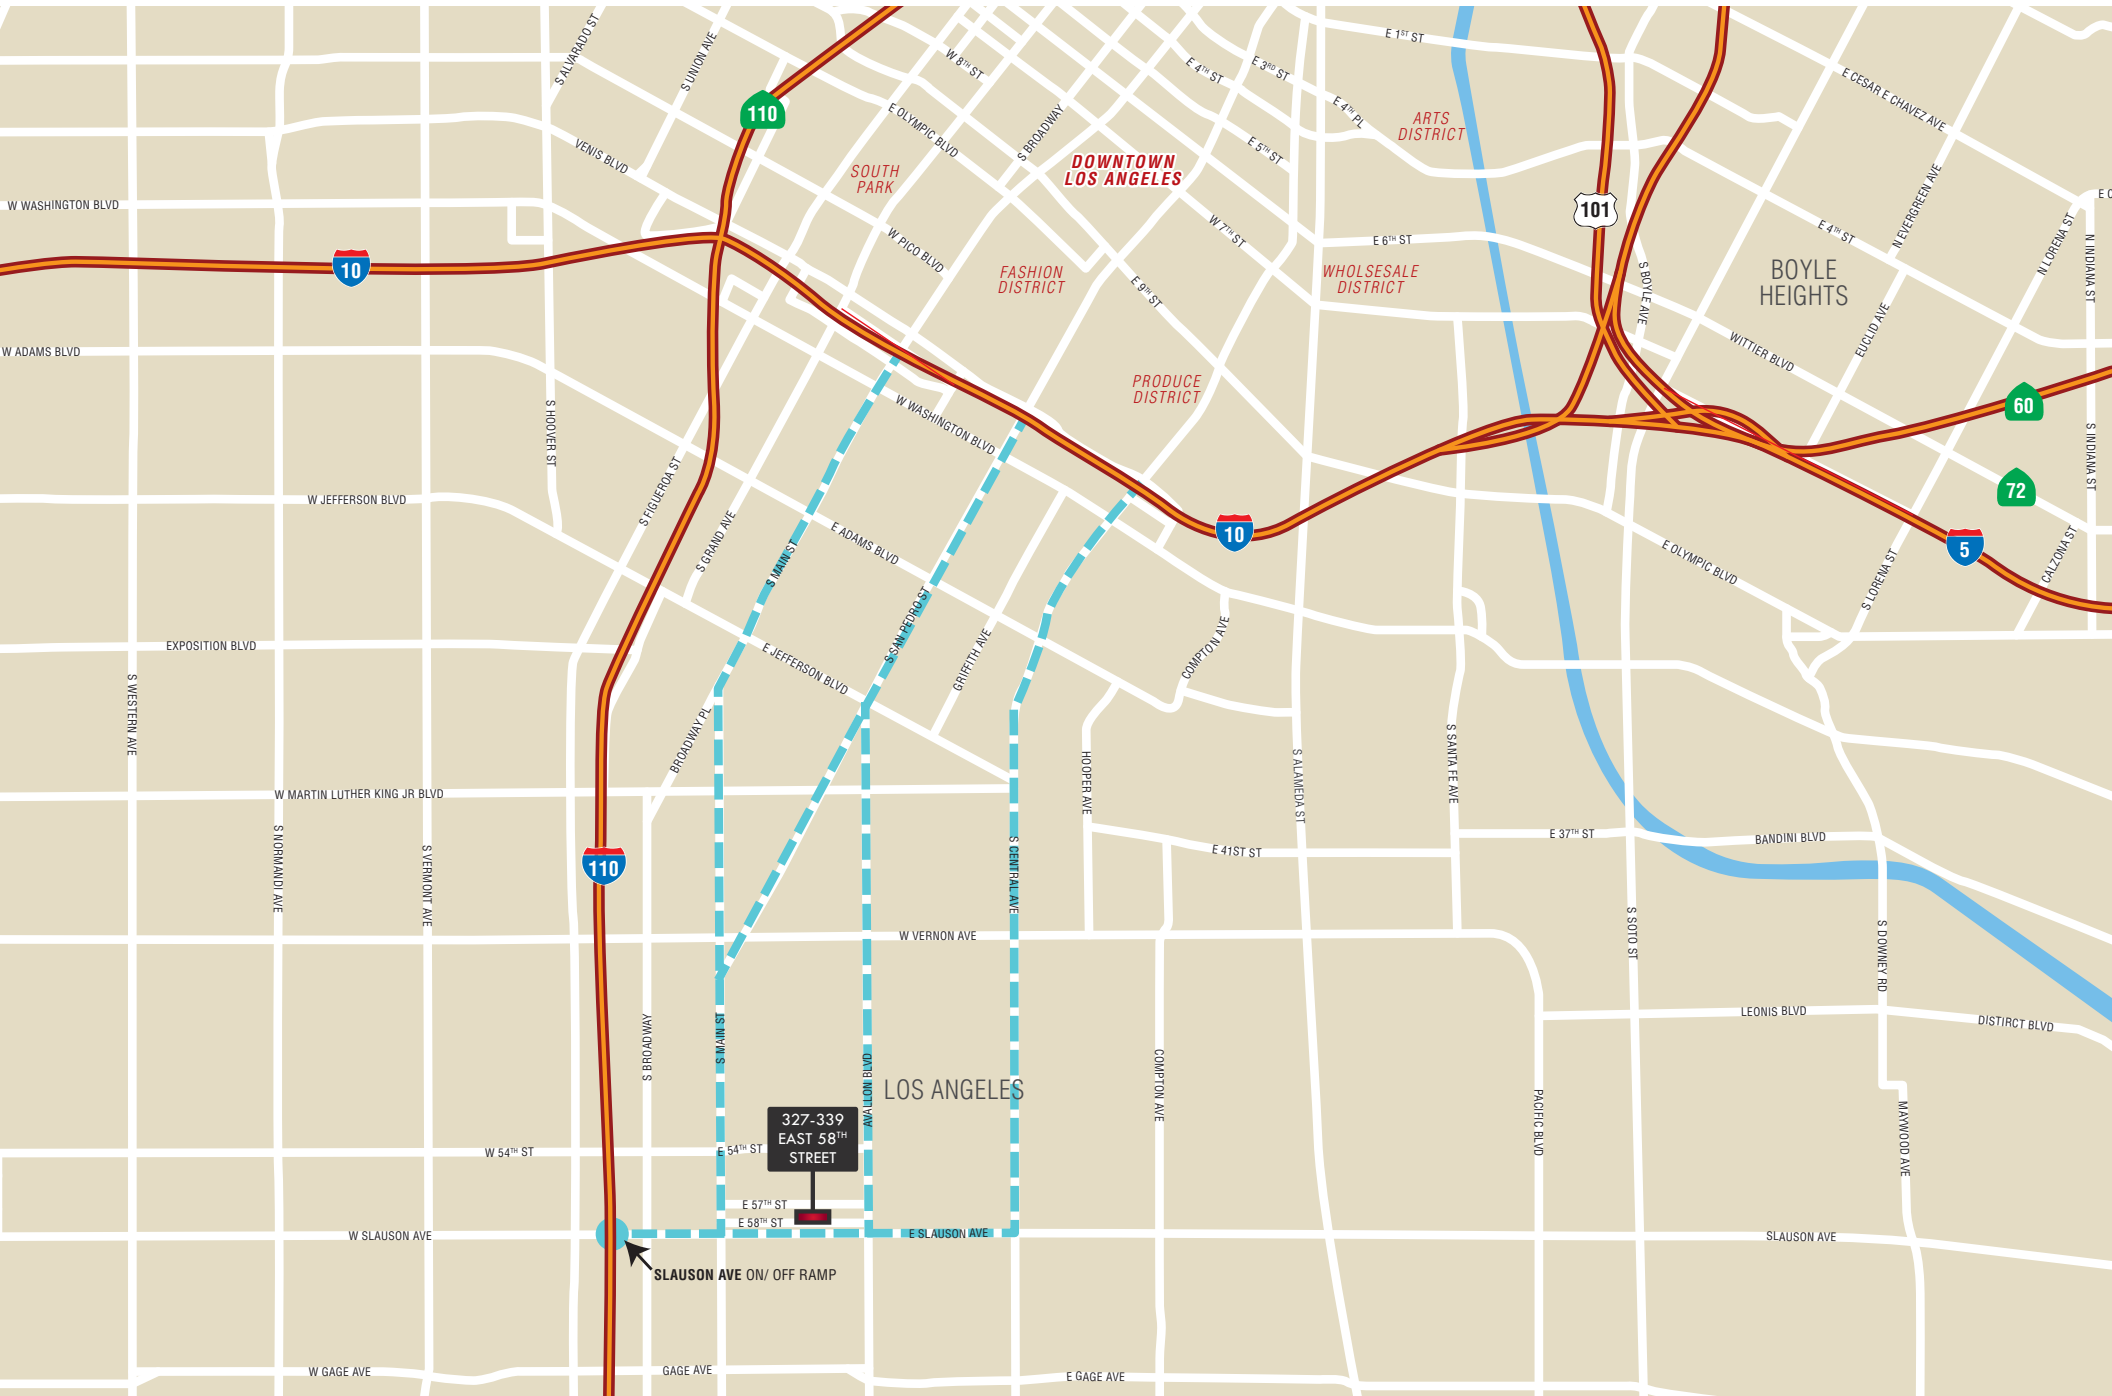 S ALVARADO ST
S UNION AVE
W 8TH ST
E 1ST ST
E 4TH ST
E 3RD ST
E 4TH PL
E CESAR E CHAVEZ AVE
110
E OLYMPIC BLVD
S BROADWAY
ARTS
DISTRICT
VENIS BLVD
SOUTH
PARK
DOWNTOWN
LOS ANGELES
E 5TH ST
W WASHINGTON BLVD
101
N EVERGREEN AVE
E C
W PICO BLVD
W 7TH ST
E 6TH ST
E 4TH ST
N LORENA ST
N INDIANA ST
10
FASHION
DISTRICT
E 9TH ST
WHOLSESALE
DISTRICT
S BOYLE AVE
BOYLE
HEIGHTS
W ADAMS BLVD
EUCLID AVE
WITTIER BLVD
PRODUCE
DISTRICT
60
S HOOVER ST
W WASHINGTON BLVD
S INDIANA ST
W JEFFERSON BLVD
S FIGUEROA ST
72
S GRAND AVE
S MAIN ST
E ADAMS BLVD
10
5
E OLYMPIC BLVD
S LORENA ST
CALZONA ST
EXPOSITION BLVD
E JEFFERSON BLVD
S SAN PEDRO ST
GRIFFITH AVE
COMPTON AVE
S WESTERN AVE
BROADWAY PL
HOOPER AVE
S ALAMEDA ST
S SANTA FE AVE
W MARTIN LUTHER KING JR BLVD
S NORMANDI AVE
S VERMONT AVE
110
S CENTRAL AVE
E 41ST ST
E 37TH ST
BANDINI BLVD
W VERNON AVE
S SOTO ST
S DOWNEY RD
S BROADWAY
S MAIN ST
AVALLON BLVD
LOS ANGELES
COMPTON AVE
PACIFIC BLVD
LEONIS BLVD
DISTIRCT BLVD
MAYWOOD AVE
327-339
EAST 58TH
STREET
W 54TH ST
E 54TH ST
E 57TH ST
E 58TH ST
W SLAUSON AVE
E SLAUSON AVE
SLAUSON AVE
SLAUSON AVE ON/ OFF RAMP
W GAGE AVE
GAGE AVE
E GAGE AVE